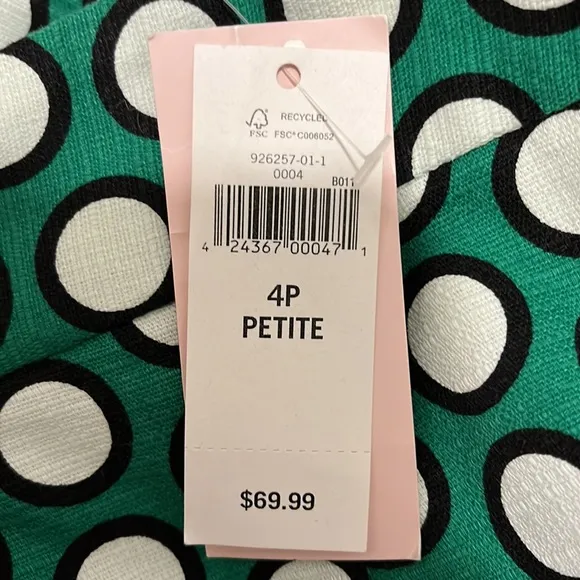 RECYCLED
FSC FSC® C006052
926257-01-1
0004
B011
4 24367 00047 1
4P
PETITE
$69.99